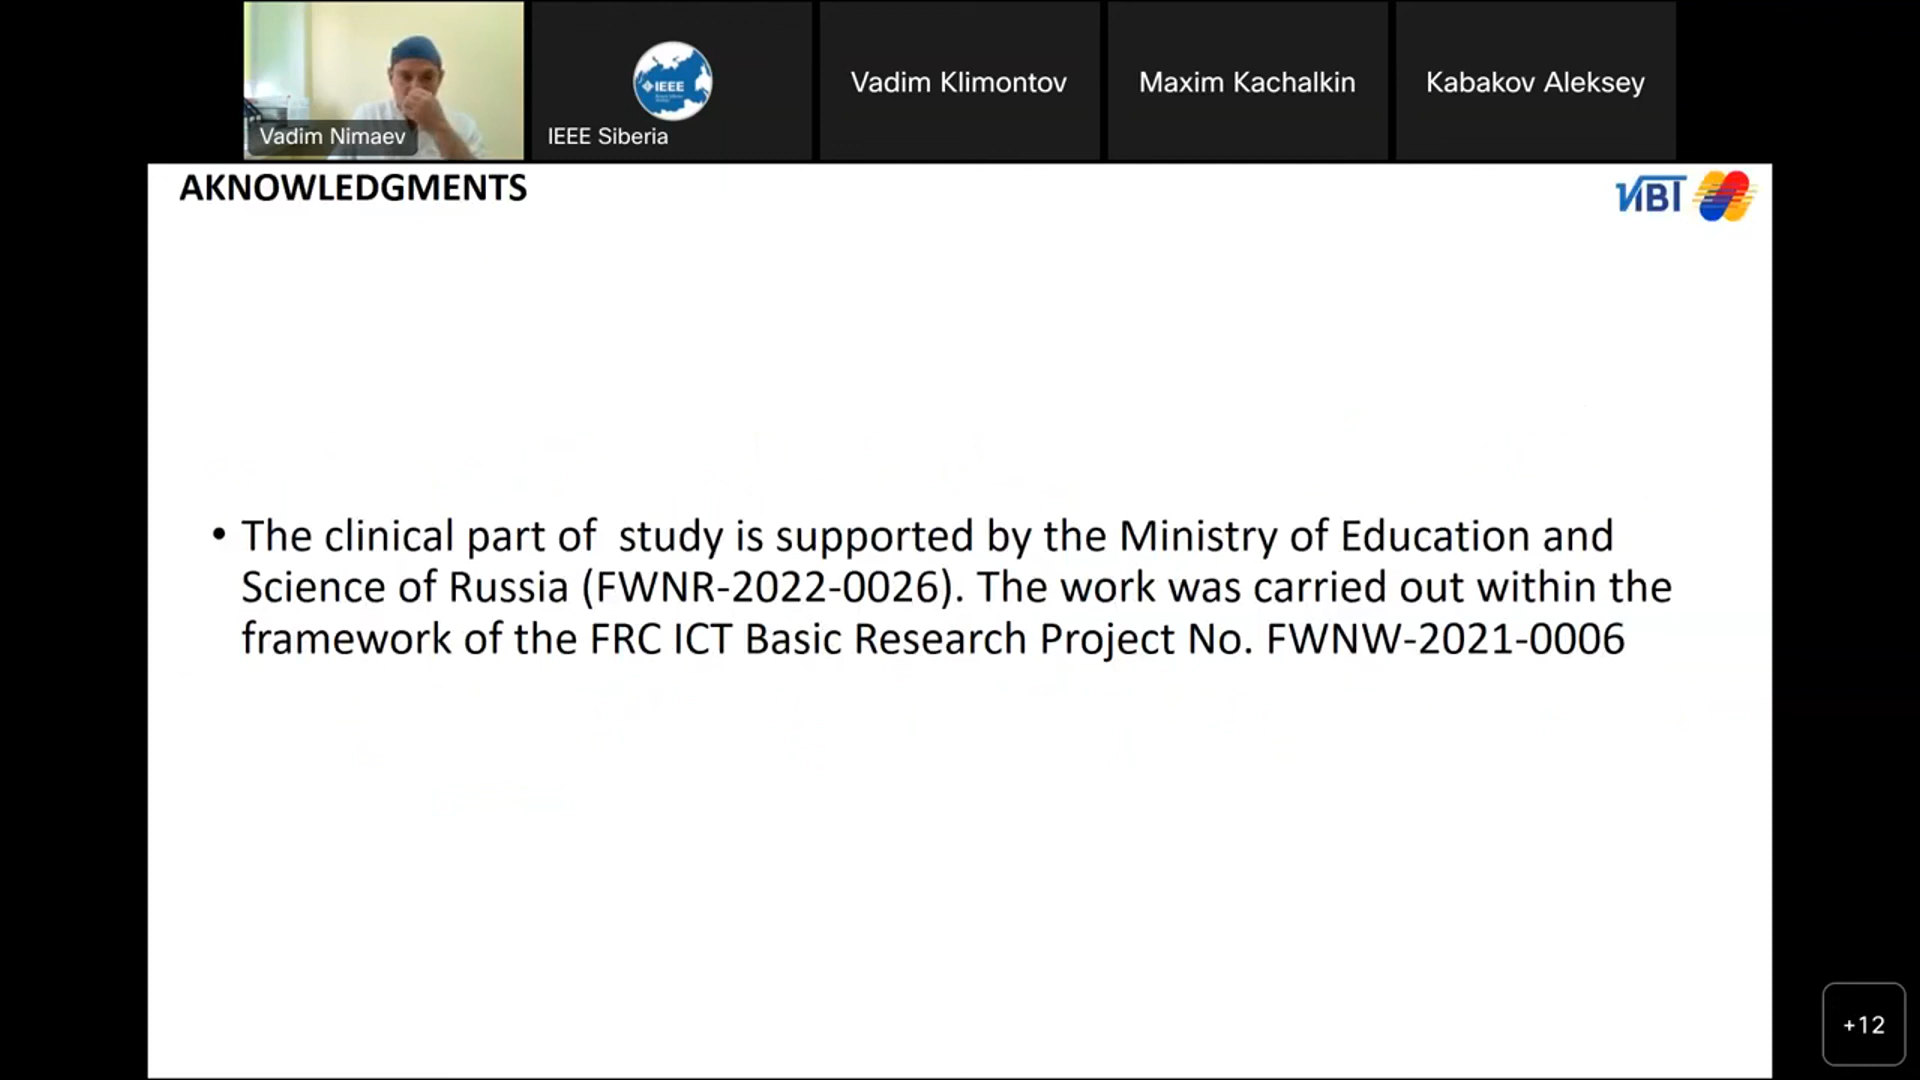 Vadim Nimaev
IEEE
IEEE Siberia
Vadim Klimontov
Maxim Kachalkin
Kabakov Aleksey
AKNOWLEDGMENTS
ИВТ
• The clinical part of  study is supported by the Ministry of Education and
Science of Russia (FWNR-2022-0026). The work was carried out within the
framework of the FRC ICT Basic Research Project No. FWNW-2021-0006
+12